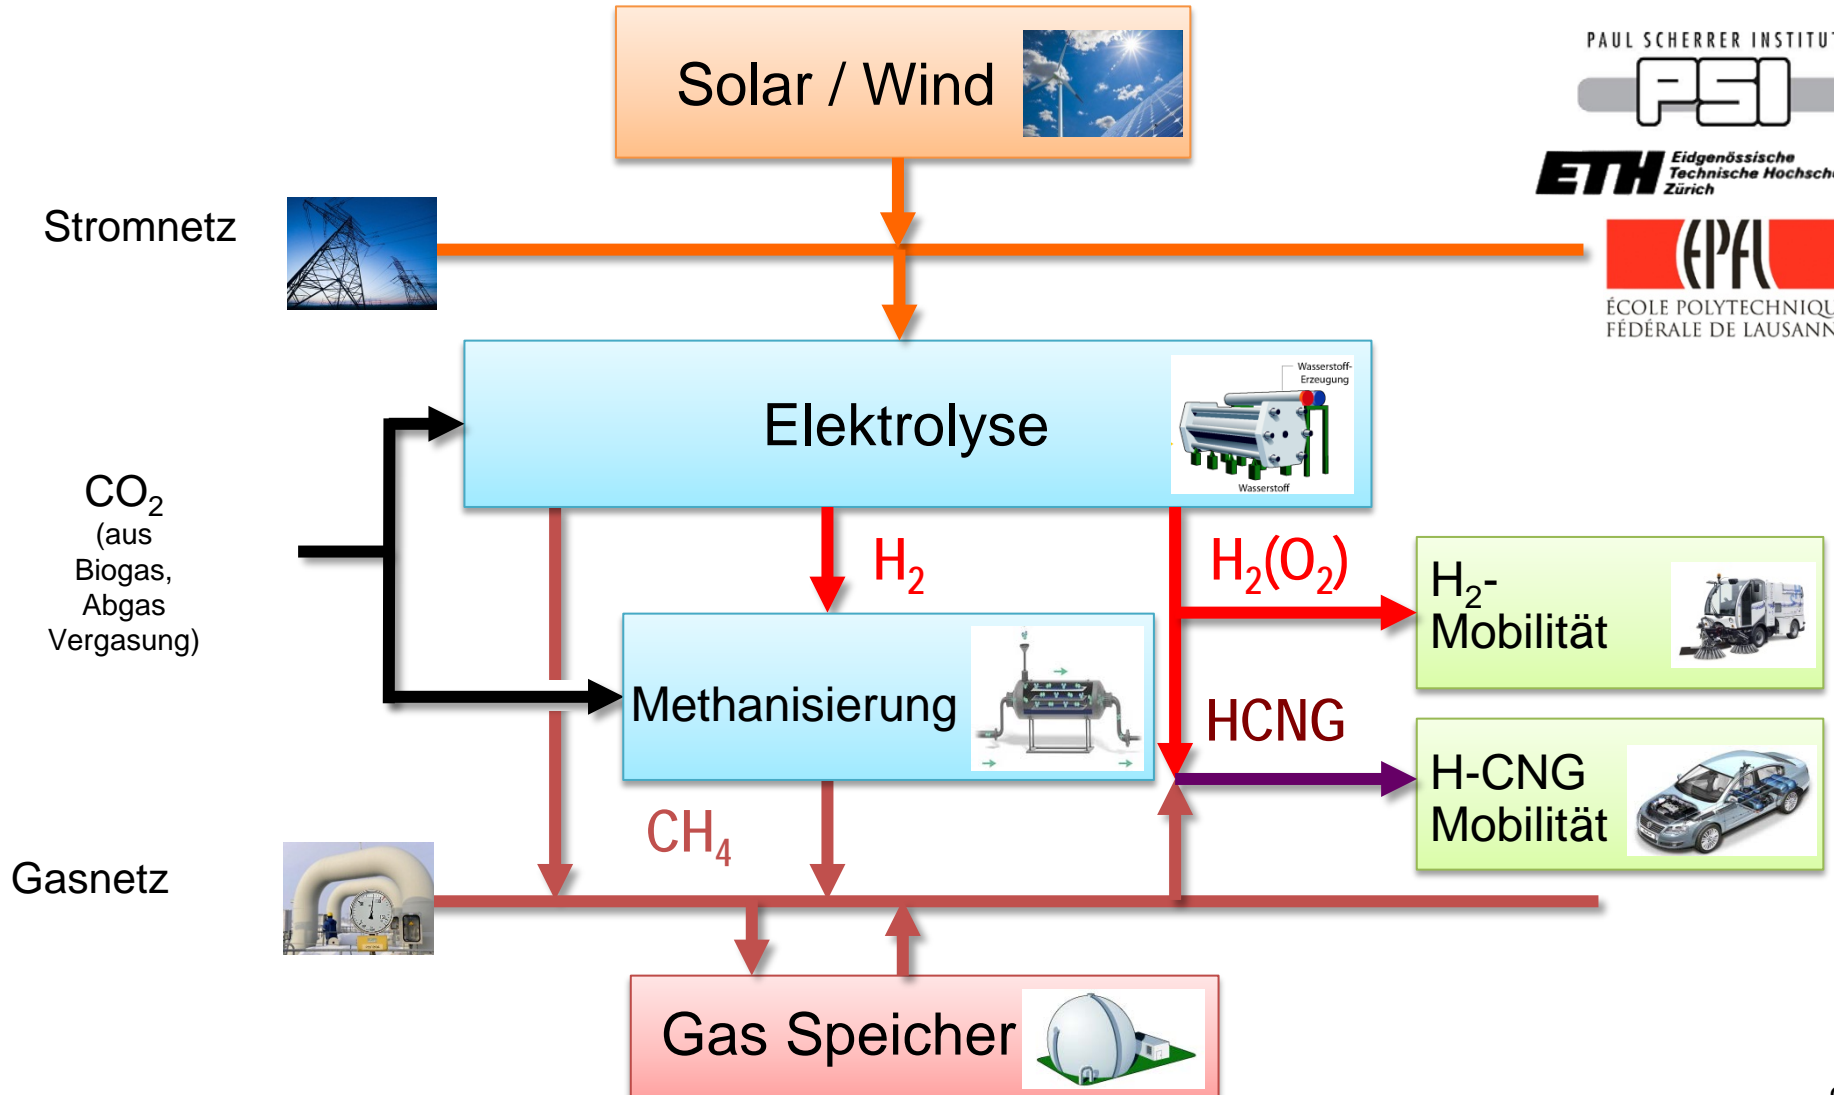 Solar / Wind
PAUL SCHERRER INSTITUT
PSI
ETH Eidgenössische
Technische Hochschule
Zürich
Stromnetz
EPFL
ÉCOLE POLYTECHNIQU
FÉDÉRALE DE LAUSANN
Elektrolyse
Wasserstoff-
Erzeugung
Wasserstoff
CO₂
(aus
Biogas,
Abgas
Vergasung)
H₂
H₂(O₂)
H₂-
Mobilität
Methanisierung
HCNG
H-CNG
Mobilität
CH₄
Gasnetz
Gas Speicher